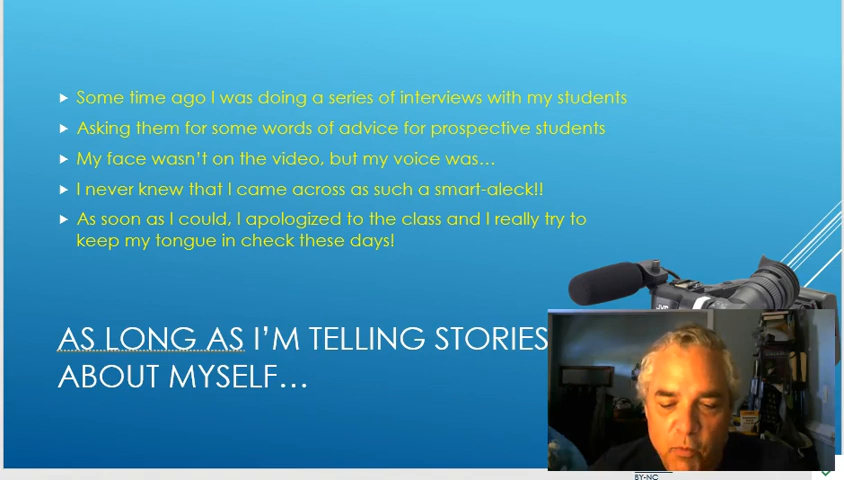 Some time ago I was doing a series of interviews with my students
Asking them for some words of advice for prospective students
My face wasn't on the video, but my voice was…
I never knew that I came across as such a smart-aleck!!
As soon as I could, I apologized to the class and I really try to
keep my tongue in check these days!
JVC
AS LONG AS I'M TELLING STORIES
ABOUT MYSELF…
BY-NC